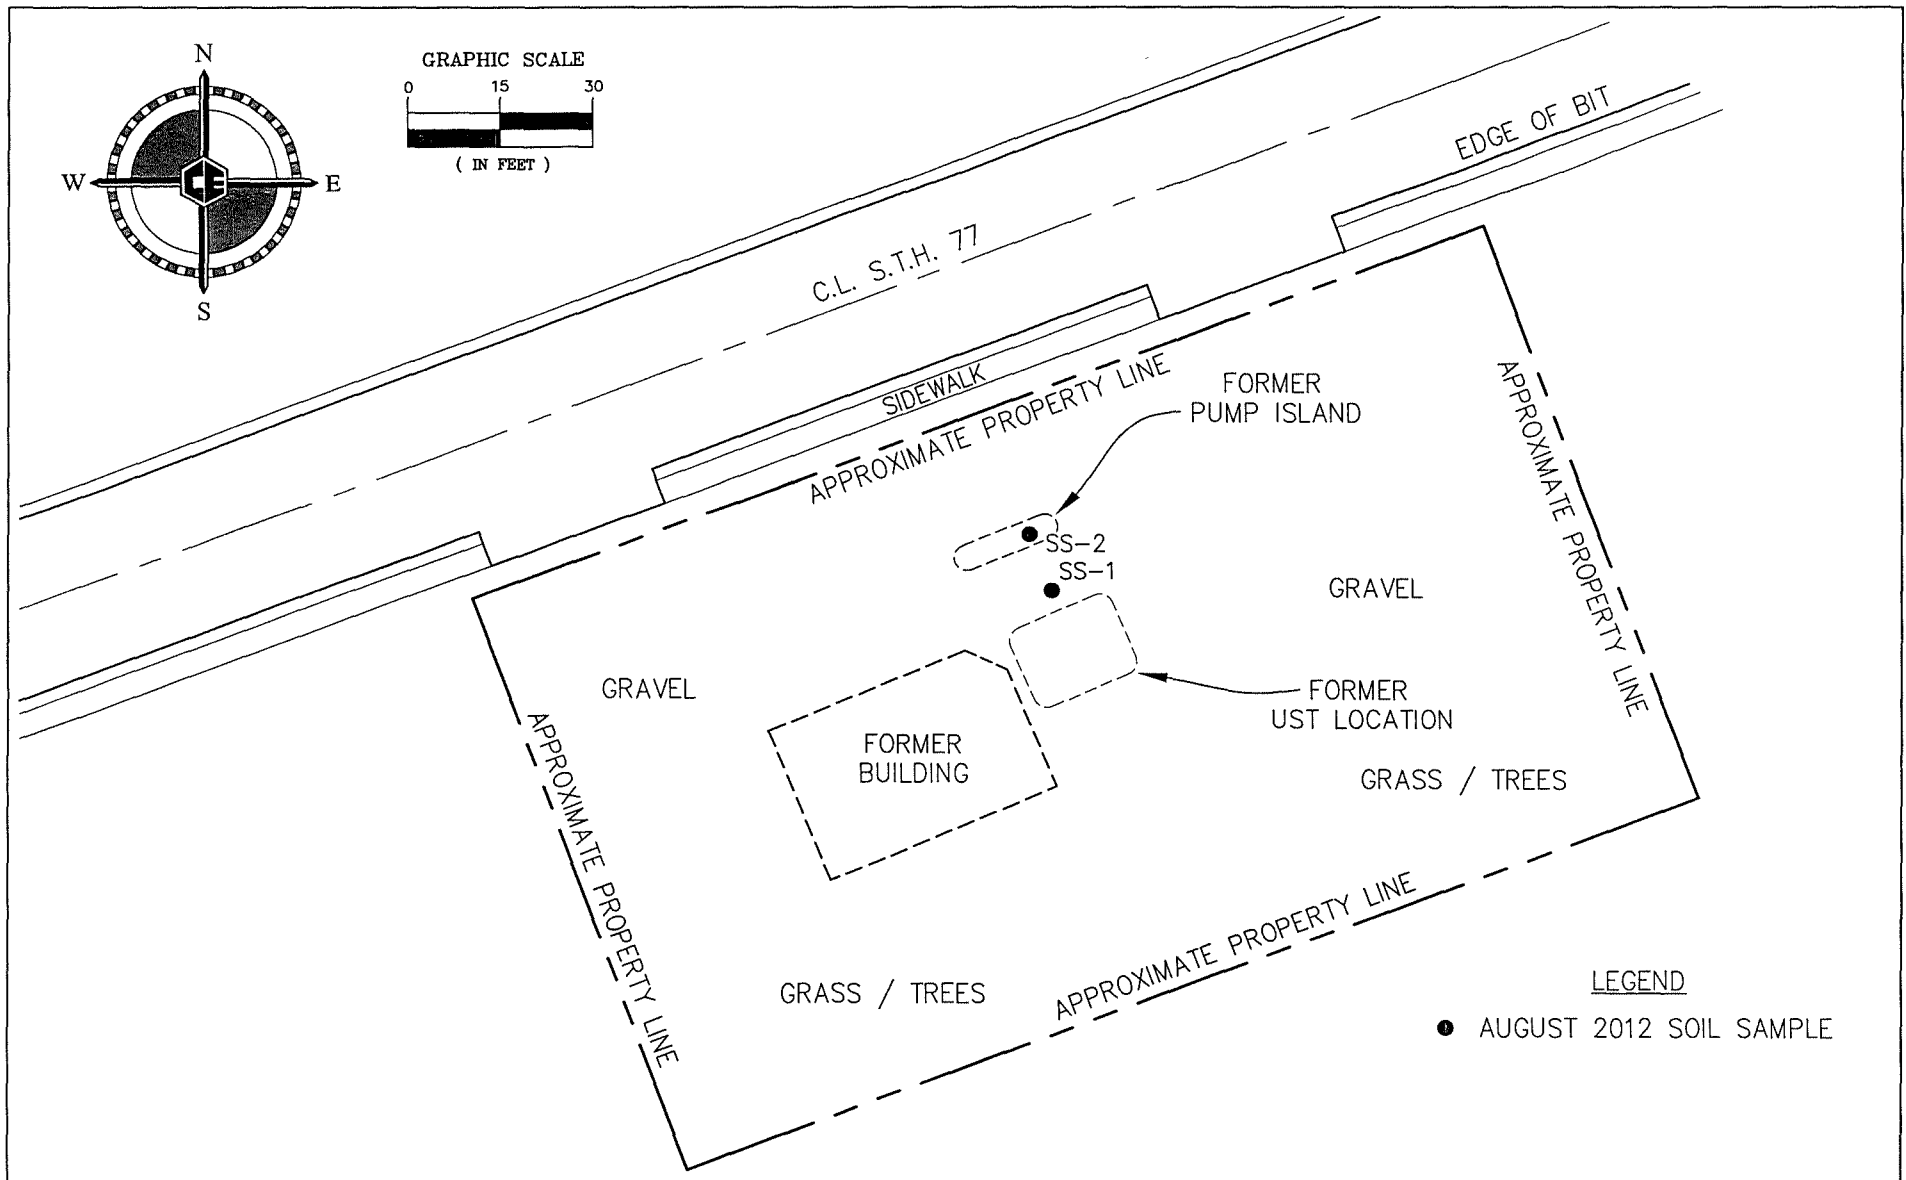 N
W
E
S
GRAPHIC SCALE
0 15 30
( IN FEET )
EDGE OF BIT
C.L. S.T.H. 77
SIDEWALK
APPROXIMATE PROPERTY LINE
FORMER
PUMP ISLAND
APPROXIMATE PROPERTY LINE
SS-2
SS-1
GRAVEL
GRAVEL
FORMER
UST LOCATION
FORMER
BUILDING
APPROXIMATE PROPERTY LINE
GRASS / TREES
GRASS / TREES
APPROXIMATE PROPERTY LINE
LEGEND
AUGUST 2012 SOIL SAMPLE